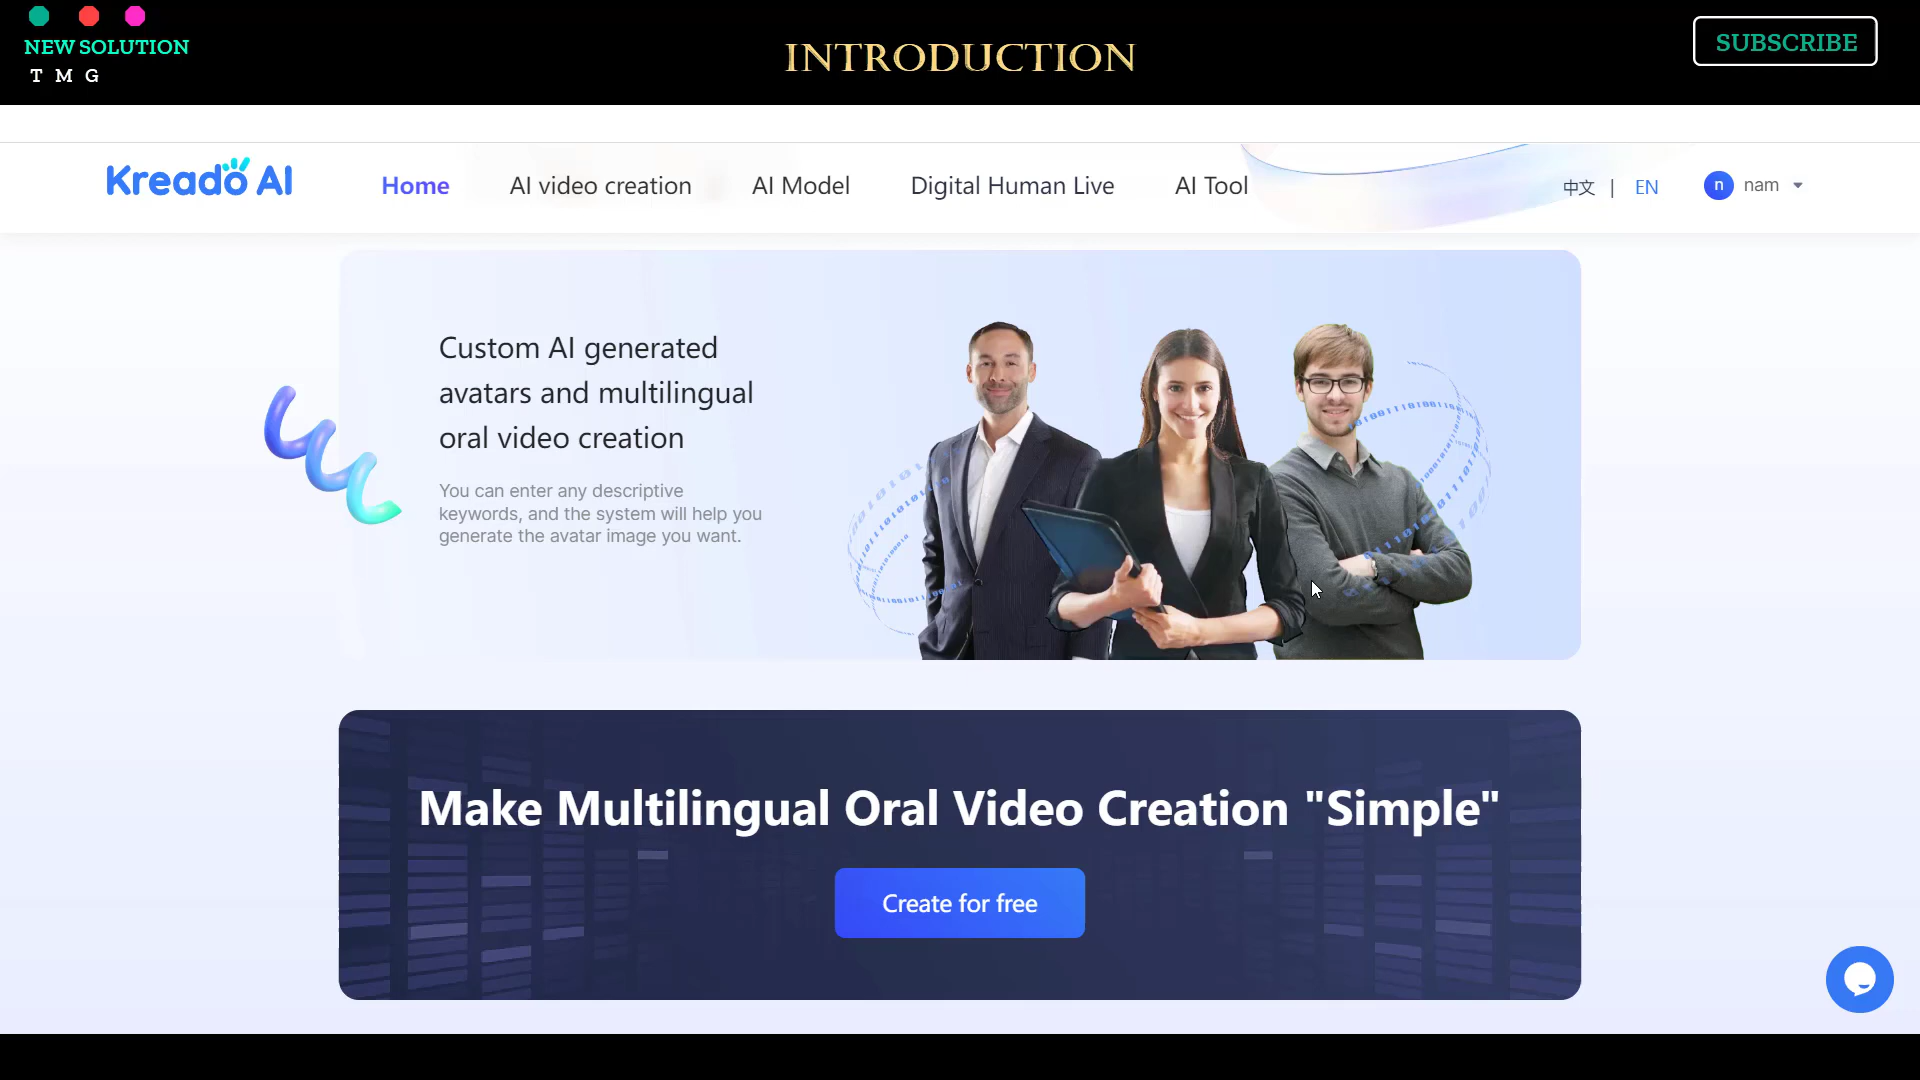 NEW SOLUTION
T M G
INTRODUCTION
SUBSCRIBE
Kreado AI
Home
AI video creation
AI Model
Digital Human Live
AI Tool
中文 | EN
n
nam
Custom AI generated
avatars and multilingual
oral video creation
You can enter any descriptive
keywords, and the system will help you
generate the avatar image you want.
Make Multilingual Oral Video Creation "Simple"
Create for free